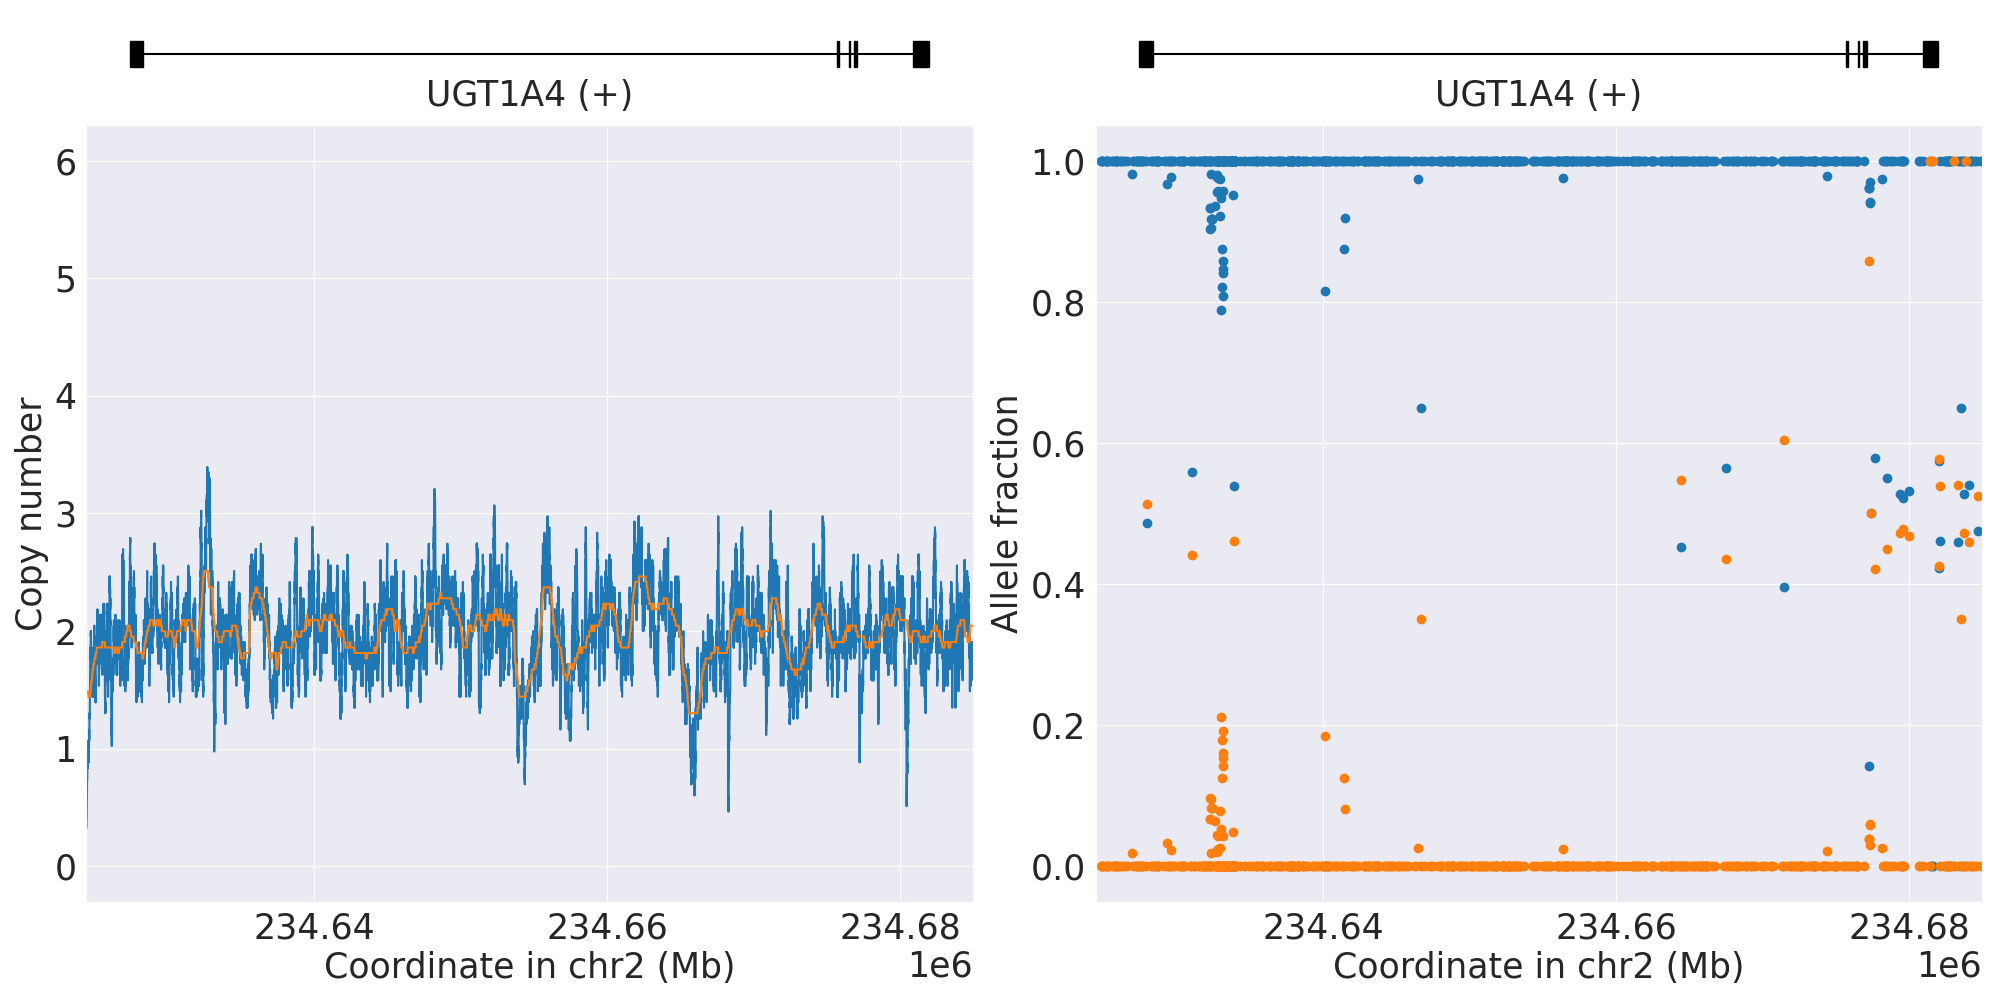 UGT1A4 (+)
Copy number
6
5
4
3
2
1
0
234.64
234.66
234.68
Coordinate in chr2 (Mb)
1e6
UGT1A4 (+)
Allele fraction
1.0
0.8
0.6
0.4
0.2
0.0
234.64
234.66
234.68
Coordinate in chr2 (Mb)
1e6